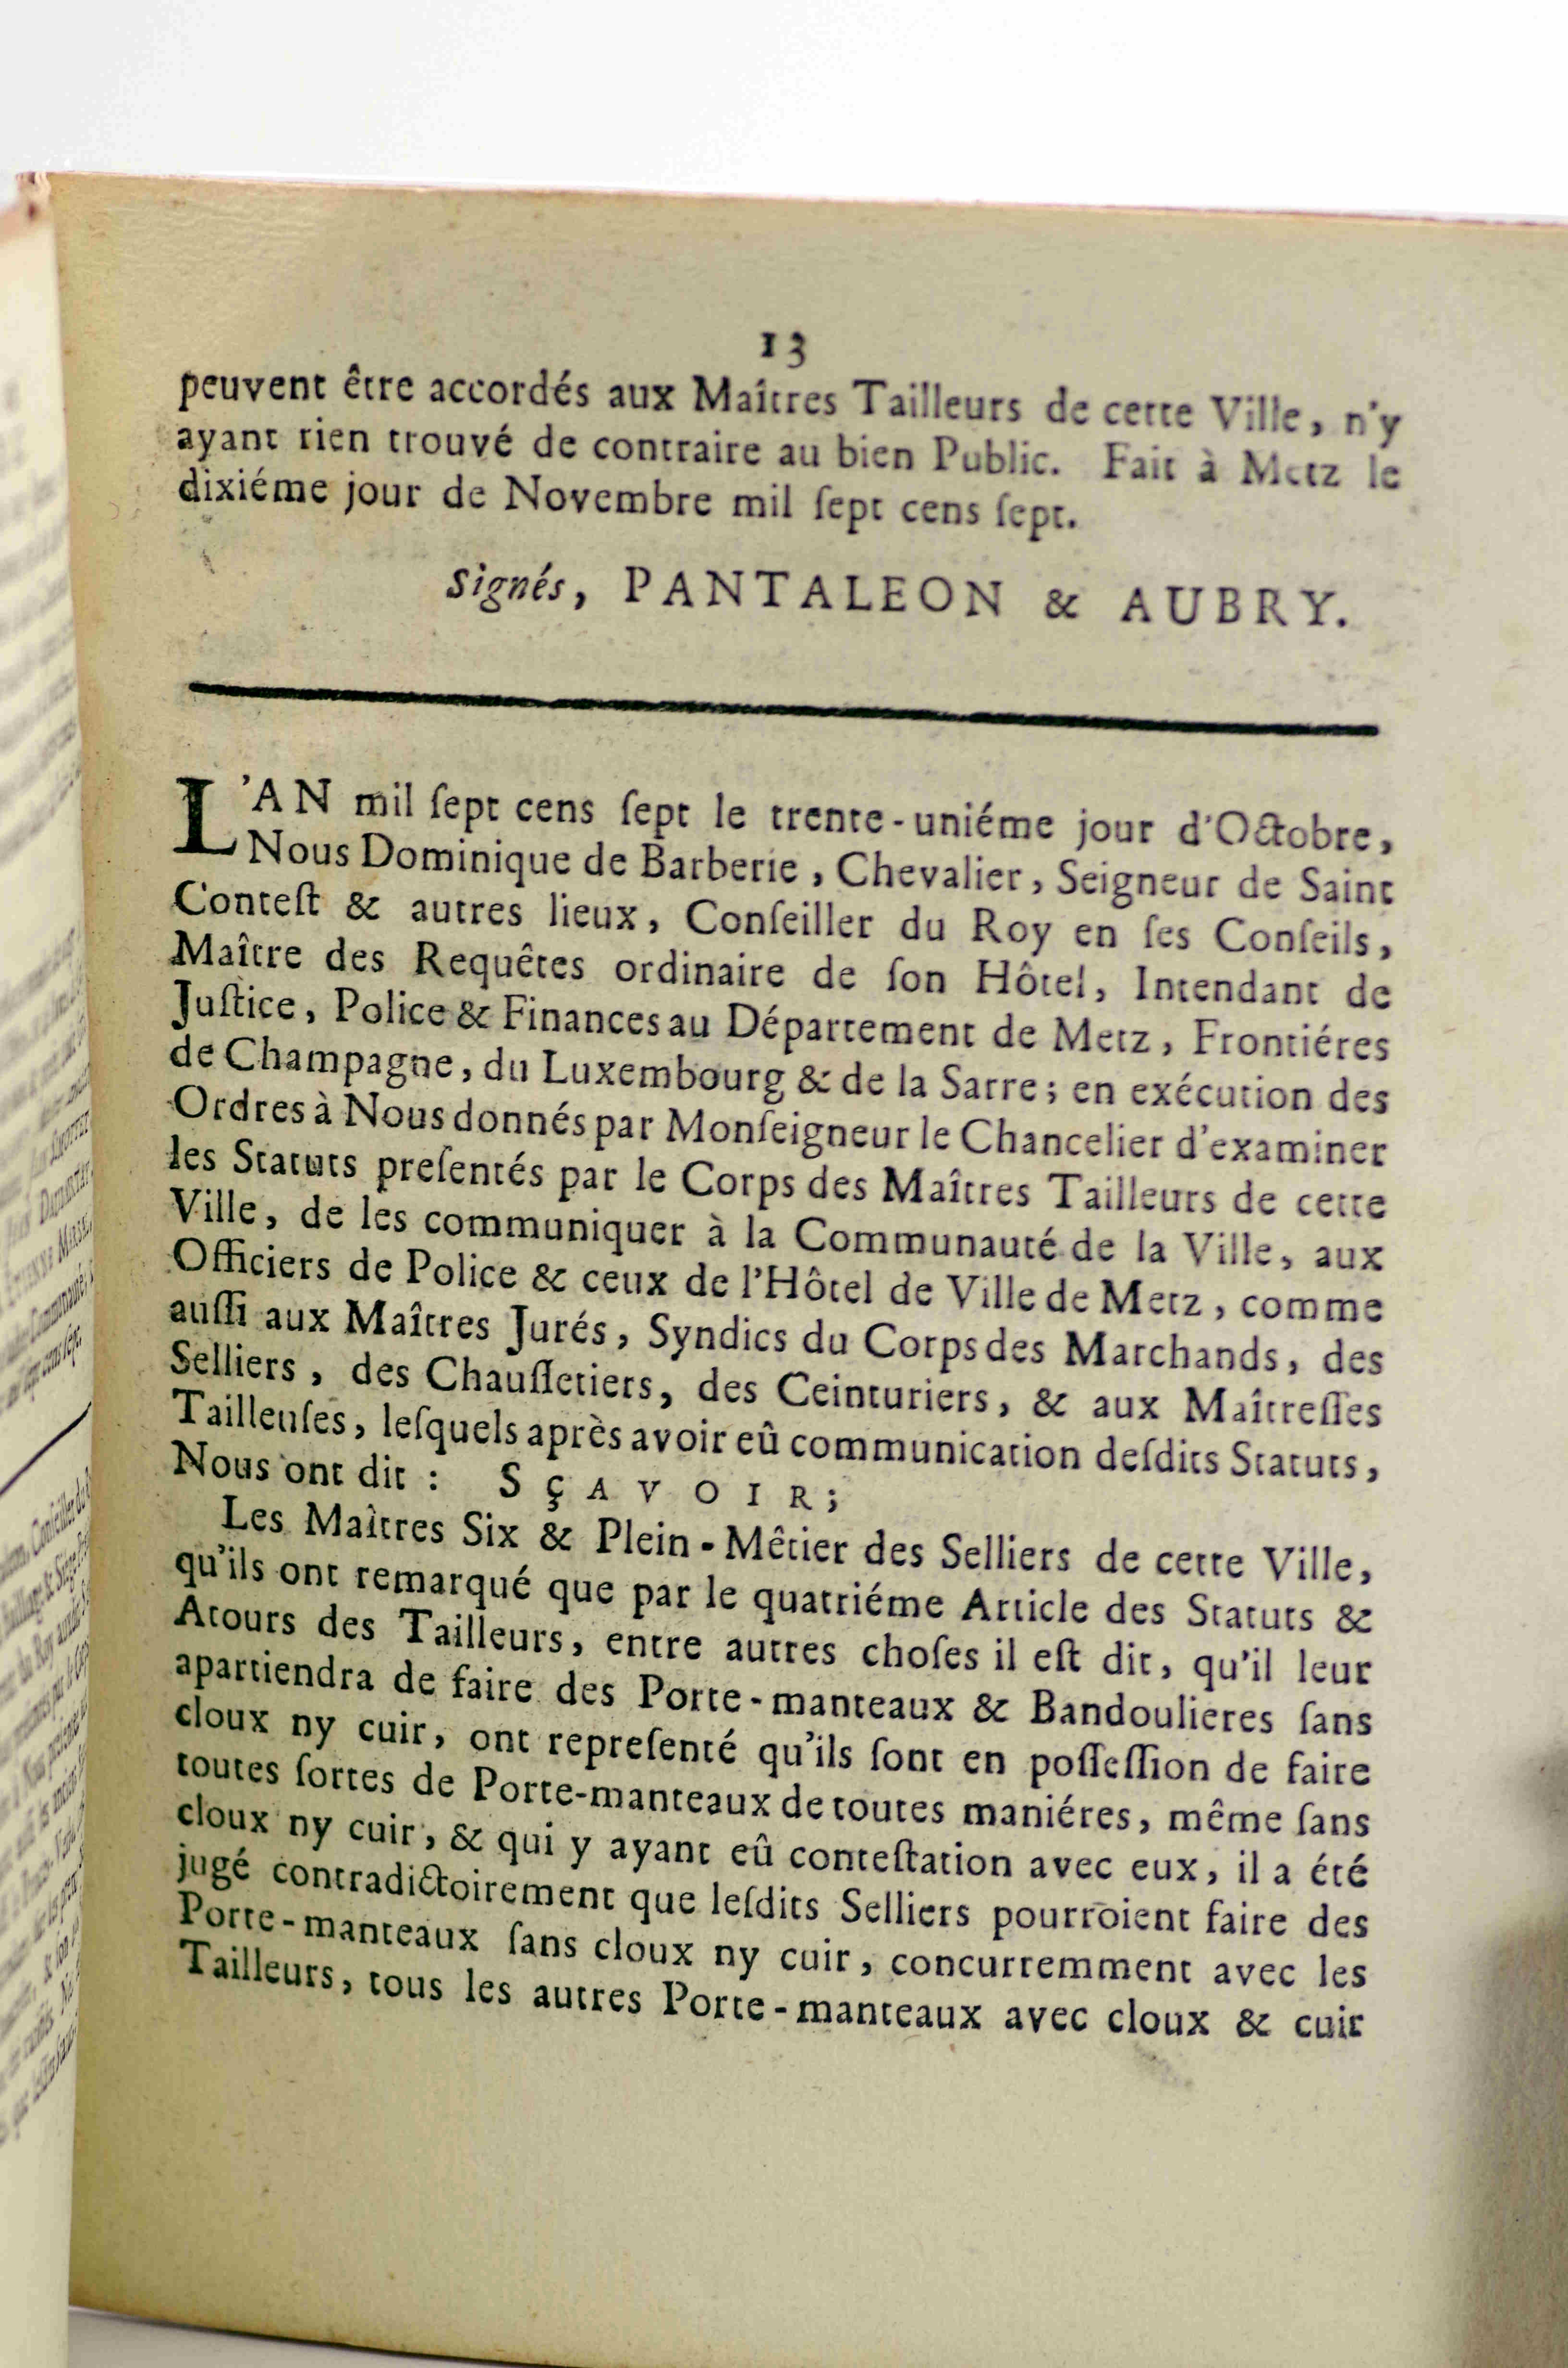 13
peuvent être accordés aux Maîtres Tailleurs de cette Ville, n'y
ayant rien trouvé de contraire au bien Public. Fait à Metz le
dixiéme jour de Novembre mil ſept cens ſept.
Signés, PANTALEON & AUBRY.
L'AN mil ſept cens ſept le trente-uniéme jour d'Octobre,
Nous Dominique de Barberie, Chevalier, Seigneur de Saint
Conteſt & autres lieux, Conſeiller du Roy en ſes Conſeils,
Maître des Requêtes ordinaire de ſon Hôtel, Intendant de
Juſtice, Police & Finances au Département de Metz, Frontiéres
de Champagne, du Luxembourg & de la Sarre; en exécution des
Ordres à Nous donnés par Monſeigneur le Chancelier d'examiner
les Statuts preſentés par le Corps des Maîtres Tailleurs de cette
Ville, de les communiquer à la Communauté de la Ville, aux
Officiers de Police & ceux de l'Hôtel de Ville de Metz, comme
auſſi aux Maîtres Jurés, Syndics du Corps des Marchands, des
Selliers, des Chauſſetiers, des Ceinturiers, & aux Maîtreſſes
Tailleuſes, leſquels après avoir eû communication deſdits Statuts,
Nous ont dit : SÇAVOIR;
Les Maîtres Six & Plein-Mêtier des Selliers de cette Ville,
qu'ils ont remarqué que par le quatriéme Article des Statuts &
Atours des Tailleurs, entre autres choſes il eſt dit, qu'il leur
apartiendra de faire des Porte-manteaux & Bandoulieres ſans
cloux ny cuir, ont repreſenté qu'ils ſont en poſſeſſion de faire
toutes ſortes de Porte-manteaux de toutes maniéres, même ſans
cloux ny cuir, & qui y ayant eû conteſtation avec eux, il a été
jugé contradictoirement que leſdits Selliers pourroient faire des
Porte-manteaux ſans cloux ny cuir, concurremment avec les
Tailleurs, tous les autres Porte-manteaux avec cloux & cuir